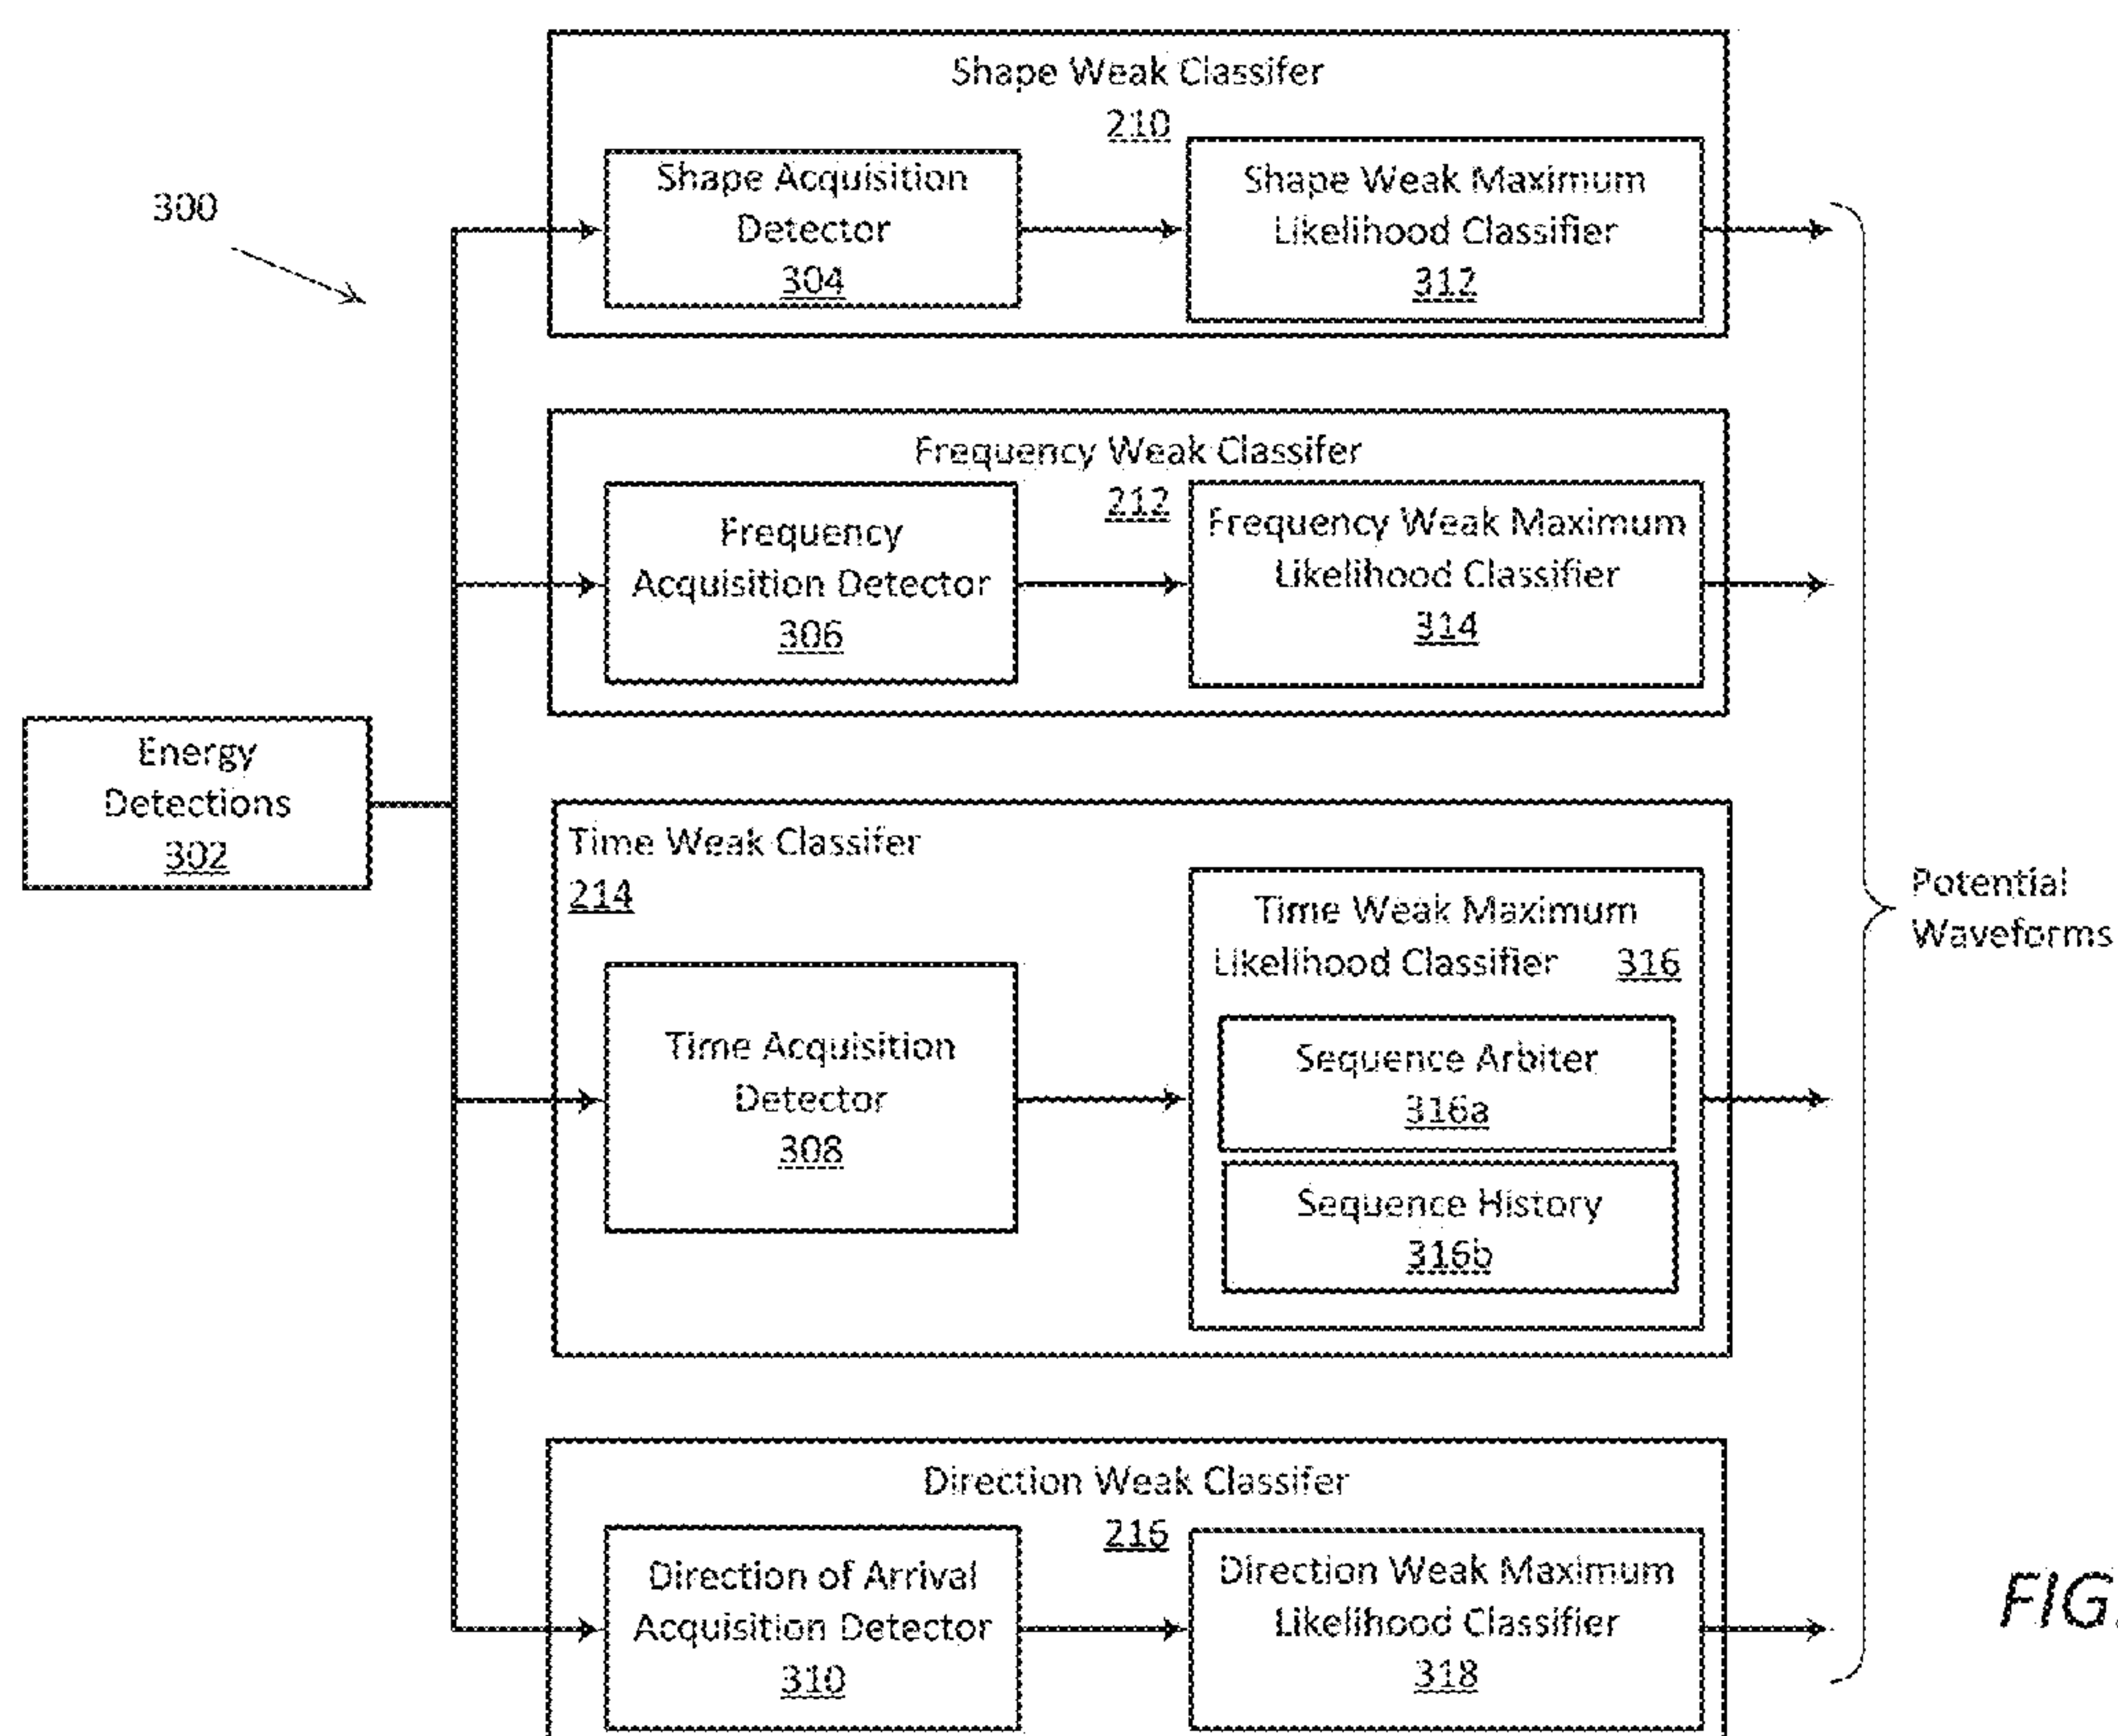 Shape Weak Classifer
210
Shape Acquisition
Detector
304
Shape Weak Maximum
Likelihood Classifier
312
300
Frequency Weak Classifer
212
Frequency
Acquisition Detector
306
Frequency Weak Maximum
Likelihood Classifier
314
Energy
Detections
302
Time Weak Classifer
214
Time Acquisition
Detector
308
Time Weak Maximum
Likelihood Classifier 316
Sequence Arbiter
316a
Sequence History
316b
Potential
Waveforms
Direction Weak Classifer
216
Direction of Arrival
Acquisition Detector
310
Direction Weak Maximum
Likelihood Classifier
318
FIG.